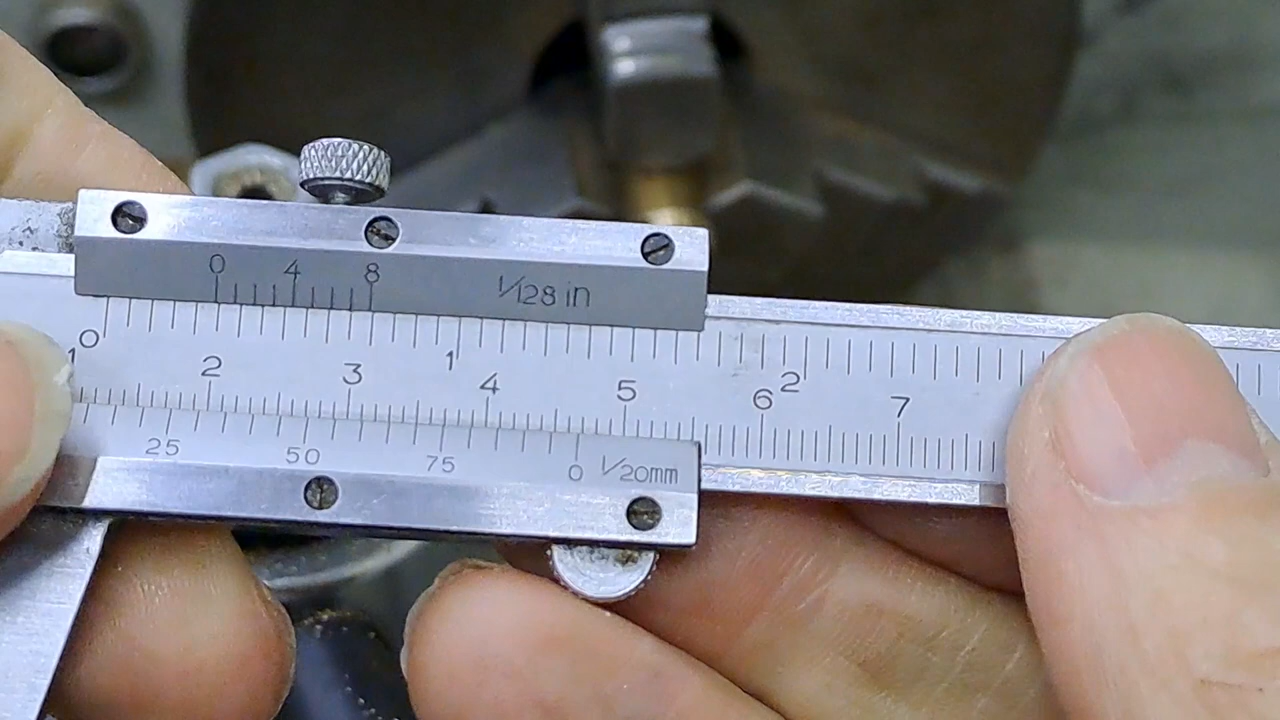 0 4 8 1/128 in
0 1 2
1 2 3 4 5 6 7
25 50 75 0 1/20mm